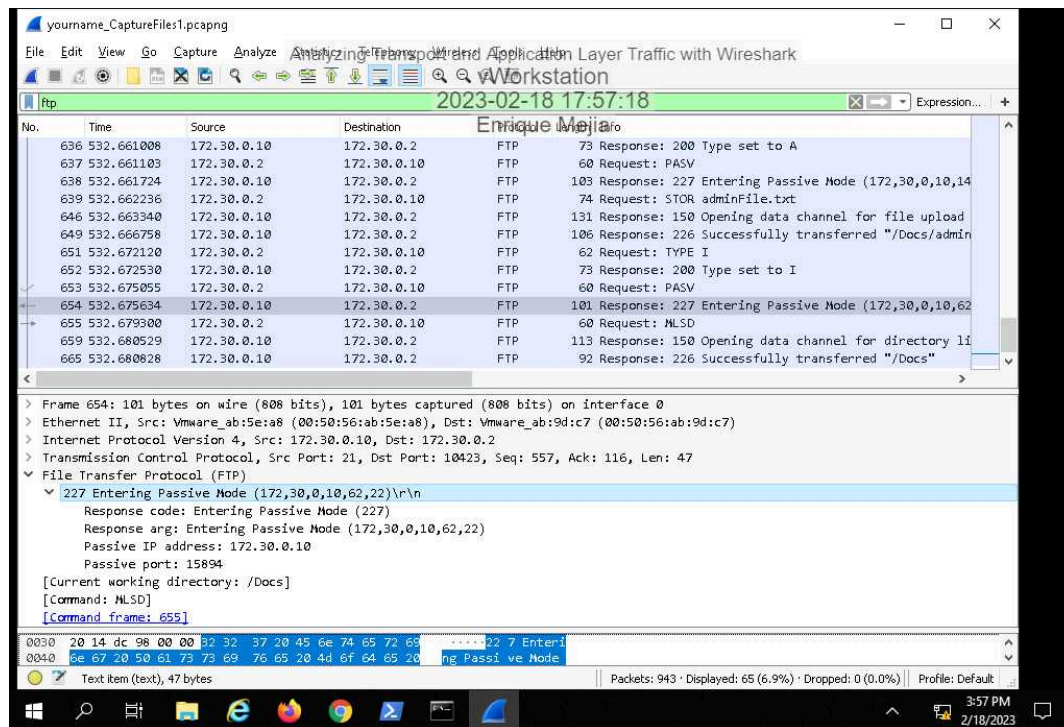 yourname_CaptureFiles1.pcapng
File Edit View Go Capture Analyze Statistics Telephony Wireless Tools Help
Analyzing Transport and Application Layer Traffic with Wireshark
vWorkstation
2023-02-18 17:57:18
Enrique Mejia
ftp Expression... +
No. Time Source Destination Protocol Length Info
636 532.661008 172.30.0.10 172.30.0.2 FTP 73 Response: 200 Type set to A
637 532.661103 172.30.0.2 172.30.0.10 FTP 60 Request: PASV
638 532.661724 172.30.0.10 172.30.0.2 FTP 103 Response: 227 Entering Passive Mode (172,30,0,10,14
639 532.662236 172.30.0.2 172.30.0.10 FTP 74 Request: STOR adminFile.txt
646 532.663340 172.30.0.10 172.30.0.2 FTP 131 Response: 150 Opening data channel for file upload
649 532.666758 172.30.0.10 172.30.0.2 FTP 106 Response: 226 Successfully transferred "/Docs/admin
651 532.672120 172.30.0.2 172.30.0.10 FTP 62 Request: TYPE I
652 532.672530 172.30.0.10 172.30.0.2 FTP 73 Response: 200 Type set to I
653 532.675055 172.30.0.2 172.30.0.10 FTP 60 Request: PASV
654 532.675634 172.30.0.10 172.30.0.2 FTP 101 Response: 227 Entering Passive Mode (172,30,0,10,62
655 532.679300 172.30.0.2 172.30.0.10 FTP 60 Request: MLSD
659 532.680529 172.30.0.10 172.30.0.2 FTP 113 Response: 150 Opening data channel for directory li
665 532.680828 172.30.0.10 172.30.0.2 FTP 92 Response: 226 Successfully transferred "/Docs"
Frame 654: 101 bytes on wire (808 bits), 101 bytes captured (808 bits) on interface 0
Ethernet II, Src: Vmware_ab:5e:a8 (00:50:56:ab:5e:a8), Dst: Vmware_ab:9d:c7 (00:50:56:ab:9d:c7)
Internet Protocol Version 4, Src: 172.30.0.10, Dst: 172.30.0.2
Transmission Control Protocol, Src Port: 21, Dst Port: 10423, Seq: 557, Ack: 116, Len: 47
File Transfer Protocol (FTP)
227 Entering Passive Mode (172,30,0,10,62,22)\r\n
Response code: Entering Passive Mode (227)
Response arg: Entering Passive Mode (172,30,0,10,62,22)
Passive IP address: 172.30.0.10
Passive port: 15894
[Current working directory: /Docs]
[Command: MLSD]
[Command frame: 655]
0030 20 14 dc 98 00 00 32 32 37 20 45 6e 74 65 72 69 ·····22 7 Enteri
0040 6e 67 20 50 61 73 73 69 76 65 20 4d 6f 64 65 20 ng Passi ve Mode
Text item (text), 47 bytes Packets: 943 · Displayed: 65 (6.9%) · Dropped: 0 (0.0%) Profile: Default
3:57 PM
2/18/2023